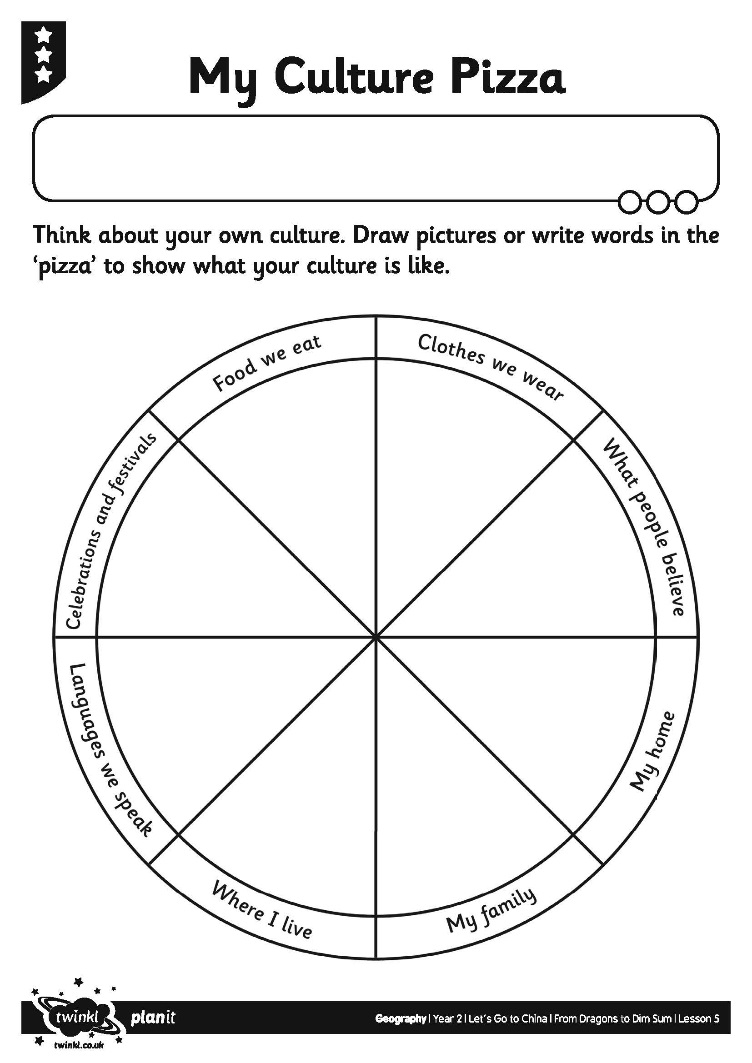 My Culture Pizza
Think about your own culture. Draw pictures or write words in the
‘pizza’ to show what your culture is like.
Food we eat
Clothes we wear
What people believe
My home
My family
Where I live
Languages we speak
Celebrations and festivals
twinkl
planit
twinkl.co.uk
Geography | Year 2 | Let's Go to China | From Dragons to Dim Sum | Lesson 5